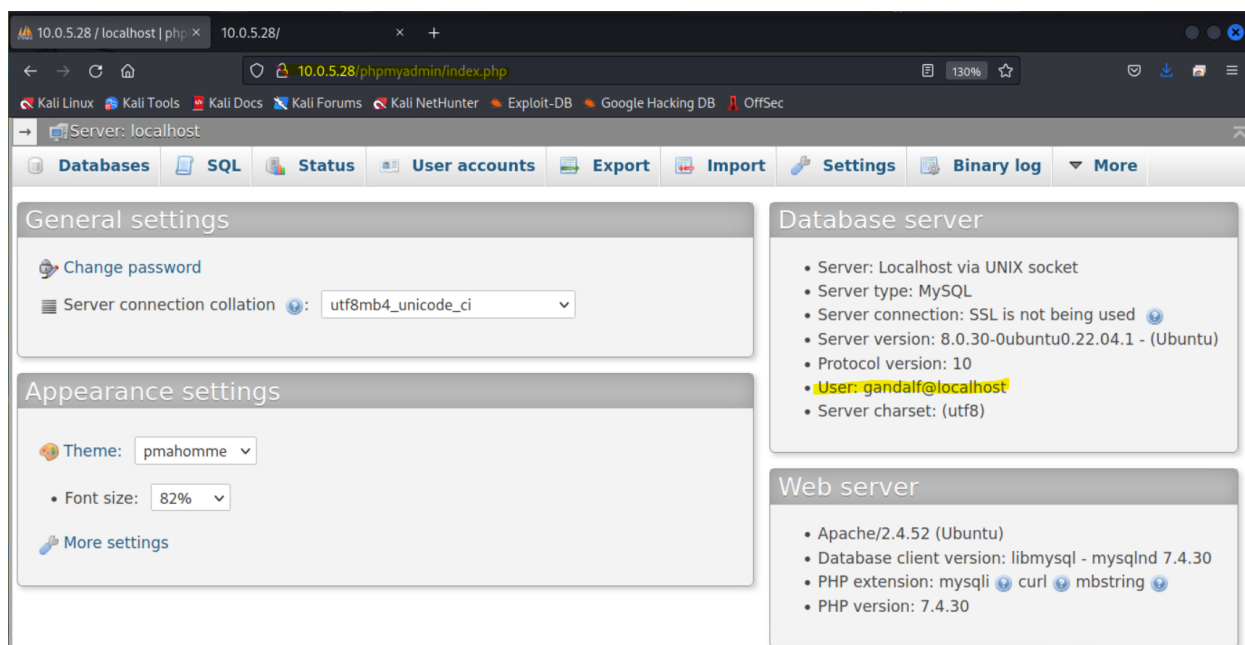 10.0.5.28 / localhost | php
10.0.5.28/
10.0.5.28/phpmyadmin/index.php
130%
Kali Linux Kali Tools Kali Docs Kali Forums Kali NetHunter Exploit-DB Google Hacking DB OffSec
Server: localhost
Databases SQL Status User accounts Export Import Settings Binary log More
General settings
Change password
Server connection collation : utf8mb4_unicode_ci
Appearance settings
Theme: pmahomme
• Font size: 82%
More settings
Database server
• Server: Localhost via UNIX socket
• Server type: MySQL
• Server connection: SSL is not being used
• Server version: 8.0.30-0ubuntu0.22.04.1 - (Ubuntu)
• Protocol version: 10
• User: gandalf@localhost
• Server charset: (utf8)
Web server
• Apache/2.4.52 (Ubuntu)
• Database client version: libmysql - mysqlnd 7.4.30
• PHP extension: mysqli curl mbstring
• PHP version: 7.4.30